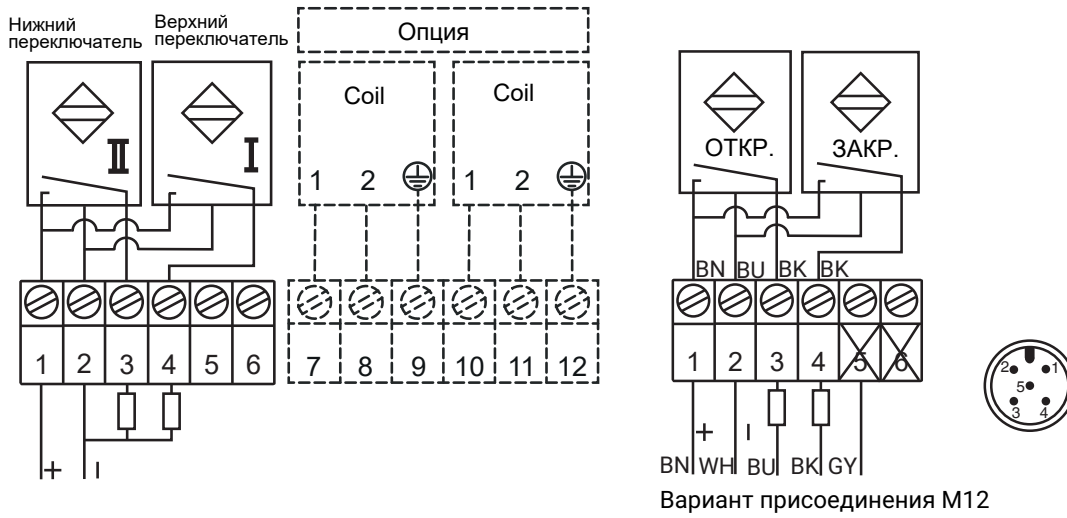 Нижний
переключатель
Верхний
переключатель
Опция
II
I
Coil
Coil
1 2
1 2
1 2 3 4 5 6
7 8 9 10 11 12
+ −
ОТКР.
ЗАКР.
BN BU BK BK
1 2 3 4 5 6
+ −
BN WH BU BK GY
2 1
5
3 4
Вариант присоединения M12